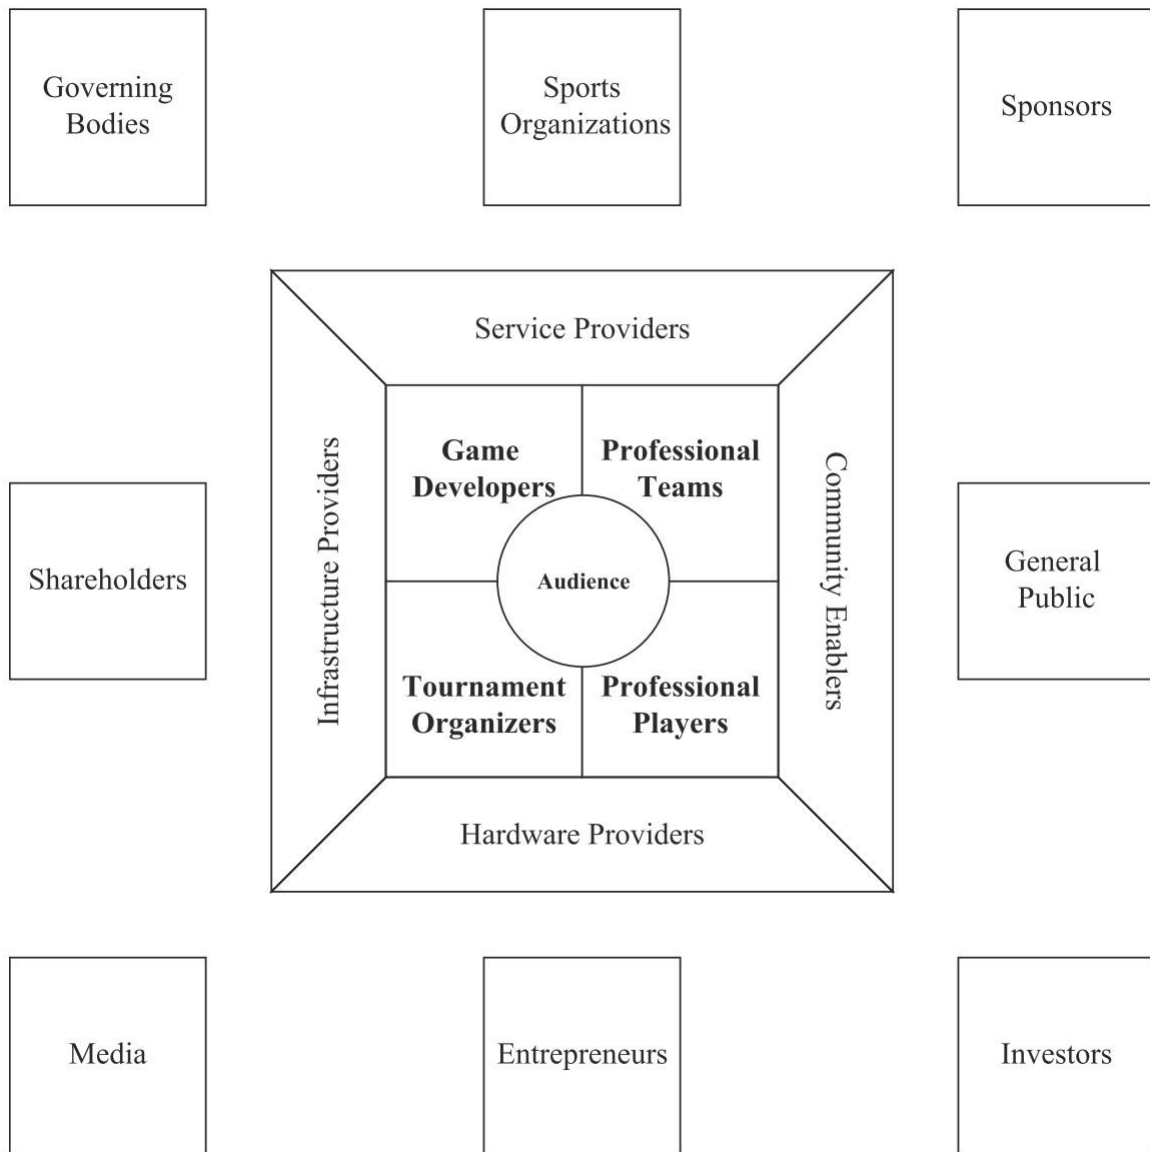 Governing
Bodies
Sports
Organizations
Sponsors
Service Providers
Infrastructure Providers
Game
Developers
Professional
Teams
Community Enablers
Shareholders
Audience
General
Public
Tournament
Organizers
Professional
Players
Hardware Providers
Media
Entrepreneurs
Investors